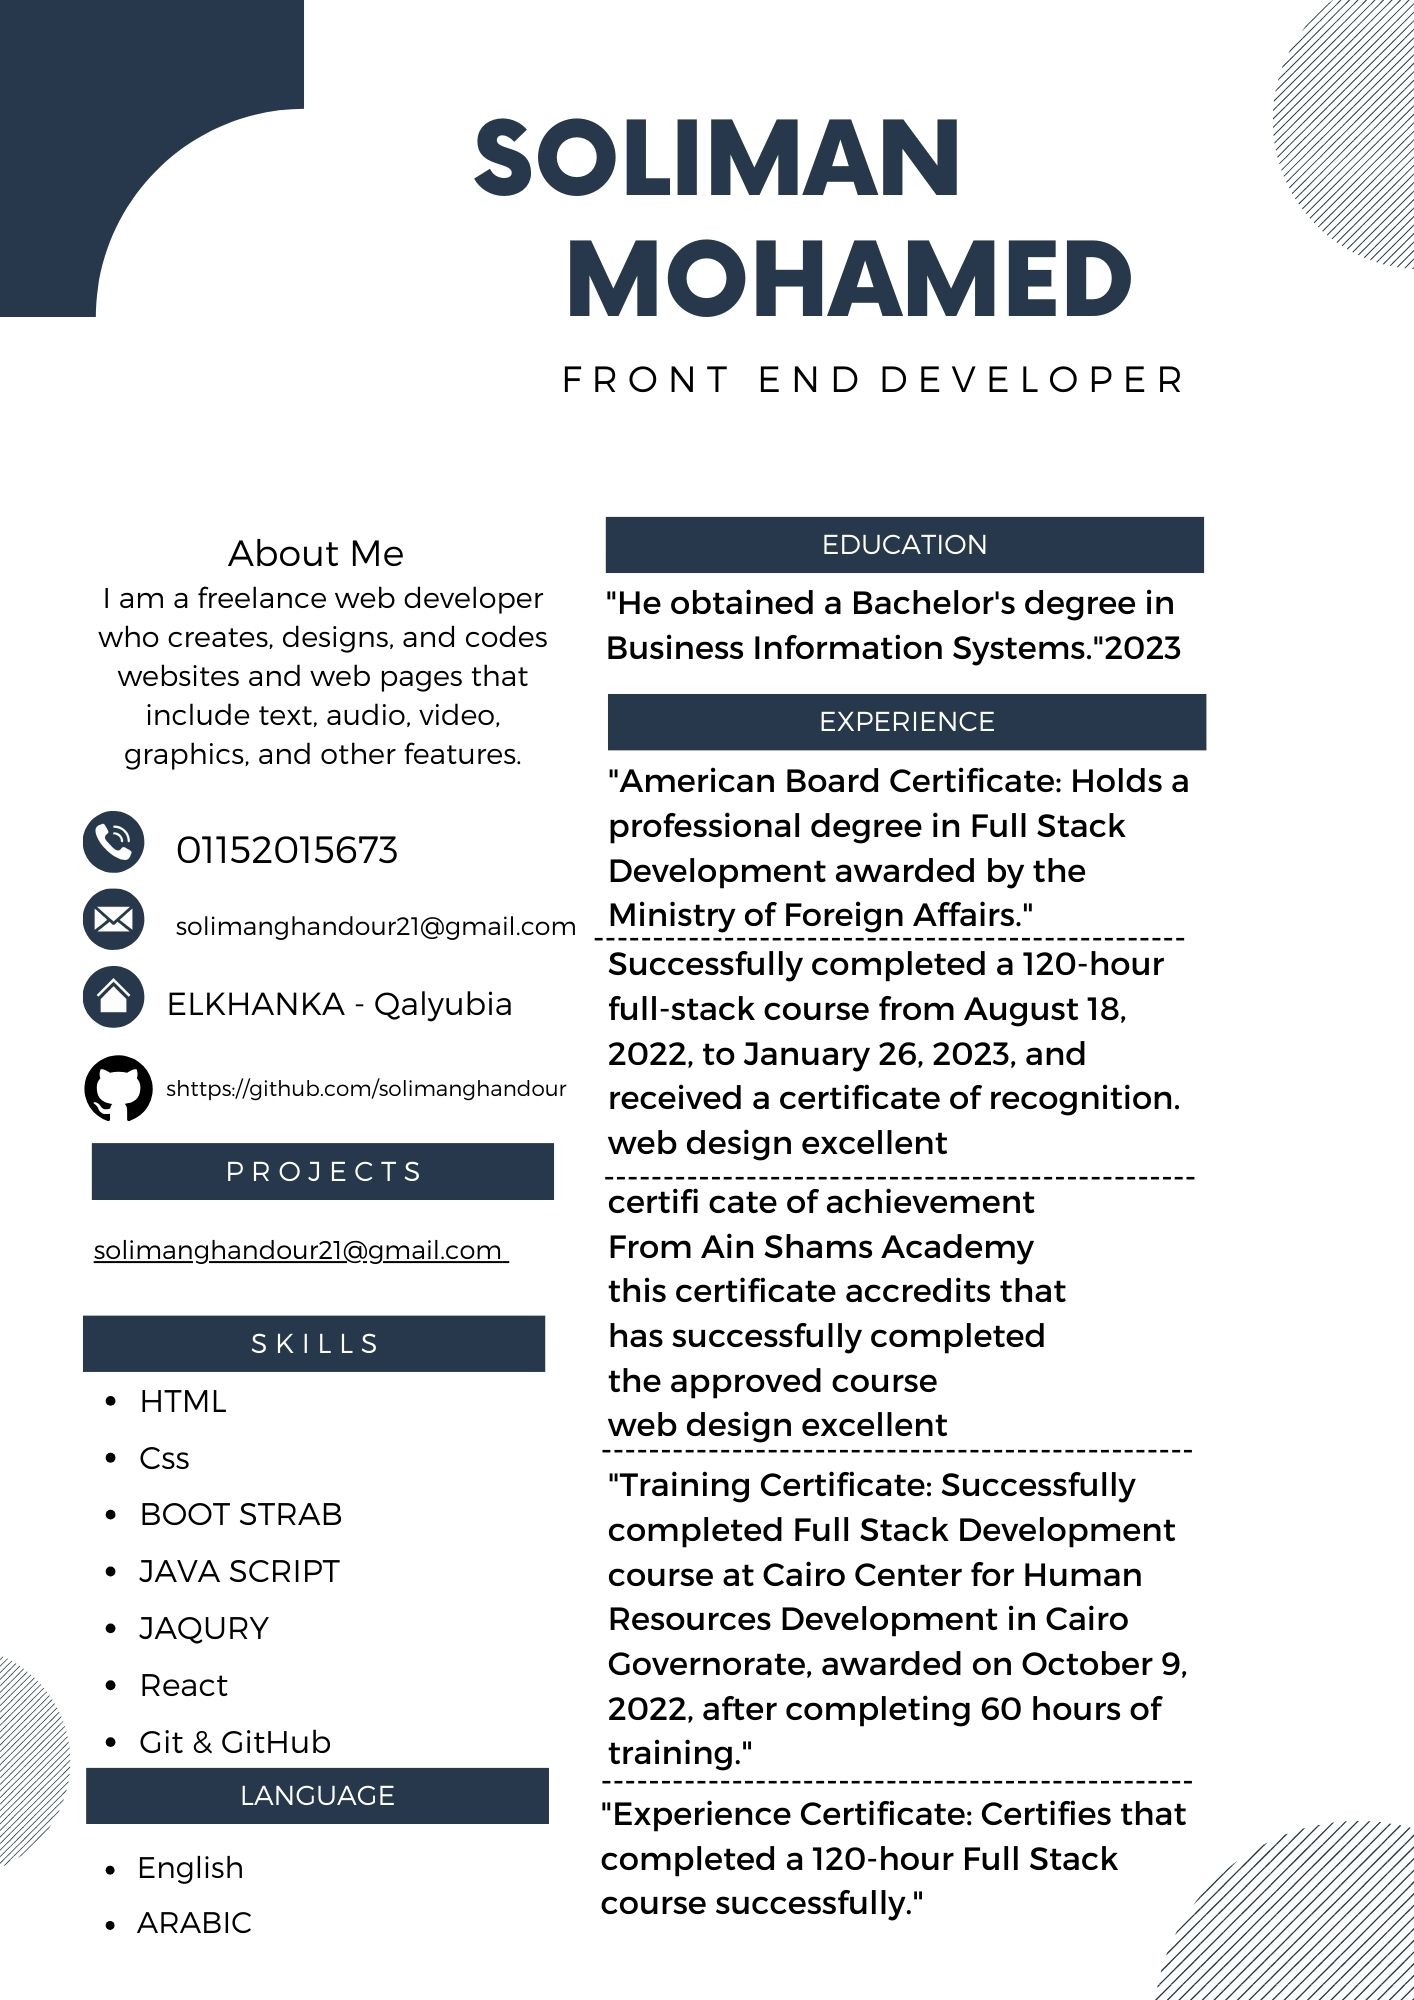 SOLIMAN
MOHAMED
FRONT END DEVELOPER
About Me
I am a freelance web developer
who creates, designs, and codes
websites and web pages that
include text, audio, video,
graphics, and other features.
01152015673
solimanghandour21@gmail.com
ELKHANKA - Qalyubia
shttps://github.com/solimanghandour
PROJECTS
solimanghandour21@gmail.com
SKILLS
• HTML
• Css
• BOOT STRAB
• JAVA SCRIPT
• JAQURY
• React
• Git & GitHub
LANGUAGE
• English
• ARABIC
EDUCATION
"He obtained a Bachelor's degree in
Business Information Systems."2023
EXPERIENCE
"American Board Certificate: Holds a
professional degree in Full Stack
Development awarded by the
Ministry of Foreign Affairs."
Successfully completed a 120-hour
full-stack course from August 18,
2022, to January 26, 2023, and
received a certificate of recognition.
web design excellent
certifi cate of achievement
From Ain Shams Academy
this certificate accredits that
has successfully completed
the approved course
web design excellent
"Training Certificate: Successfully
completed Full Stack Development
course at Cairo Center for Human
Resources Development in Cairo
Governorate, awarded on October 9,
2022, after completing 60 hours of
training."
"Experience Certificate: Certifies that
completed a 120-hour Full Stack
course successfully."